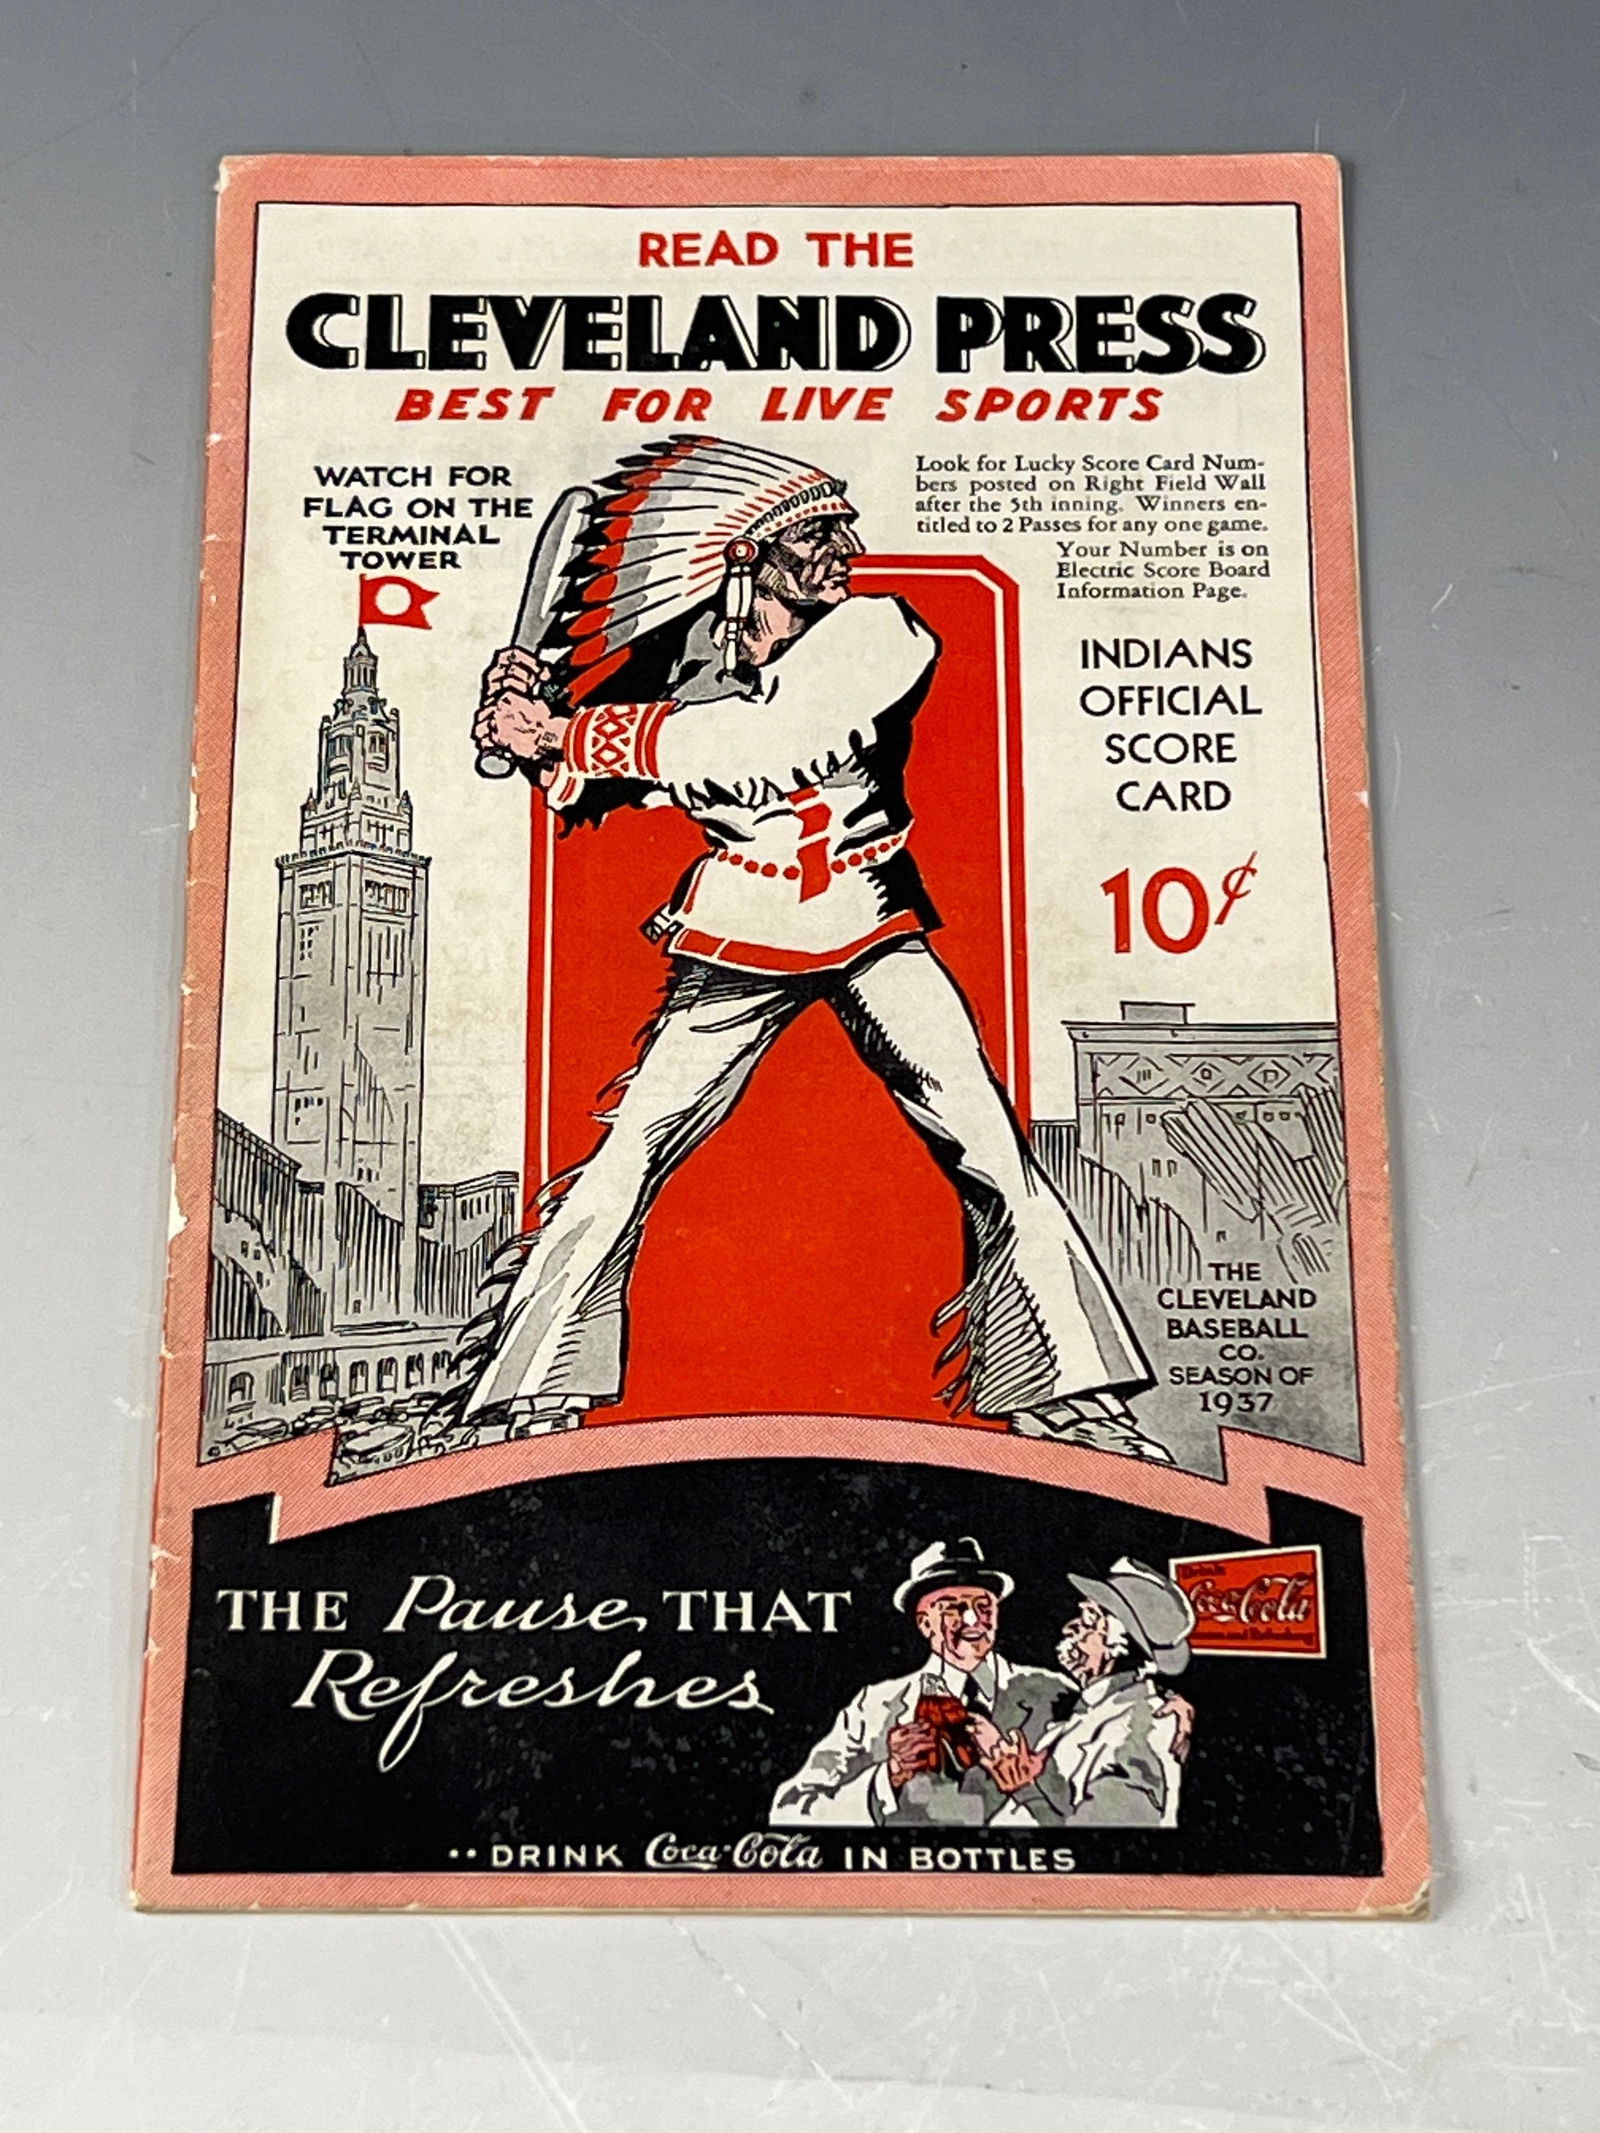 READ THE
CLEVELAND PRESS
BEST FOR LIVE SPORTS
WATCH FOR
FLAG ON THE
TERMINAL
TOWER
Look for Lucky Score Card Num-
bers posted on Right Field Wall
after the 5th inning. Winners en-
titled to 2 Passes for any one game.
Your Number is on
Electric Score Board
Information Page.
INDIANS
OFFICIAL
SCORE
CARD
10¢
THE
CLEVELAND
BASEBALL
CO.
SEASON OF
1937
THE Pause THAT
Refreshes
Drink
Coca-Cola
··DRINK Coca-Cola IN BOTTLES